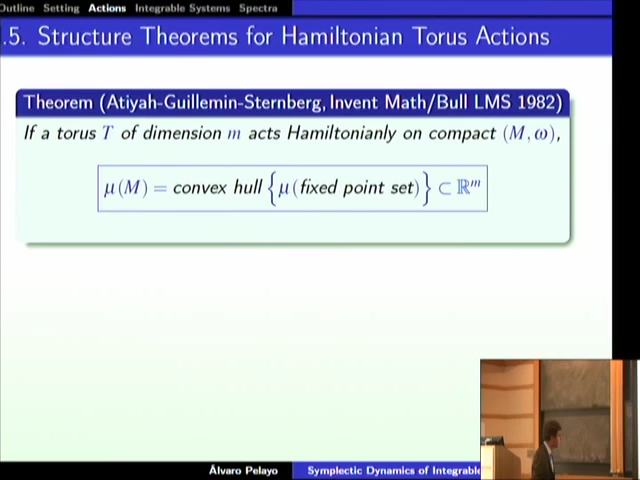 Outline Setting Actions Integrable Systems Spectra
.5. Structure Theorems for Hamiltonian Torus Actions
Theorem (Atiyah-Guillemin-Sternberg, Invent Math/Bull LMS 1982)
If a torus T of dimension m acts Hamiltonianly on compact (M, ω),
μ(M) = convex hull {μ(fixed point set)} ⊂ ℝᵐ
Álvaro Pelayo Symplectic Dynamics of Integrable